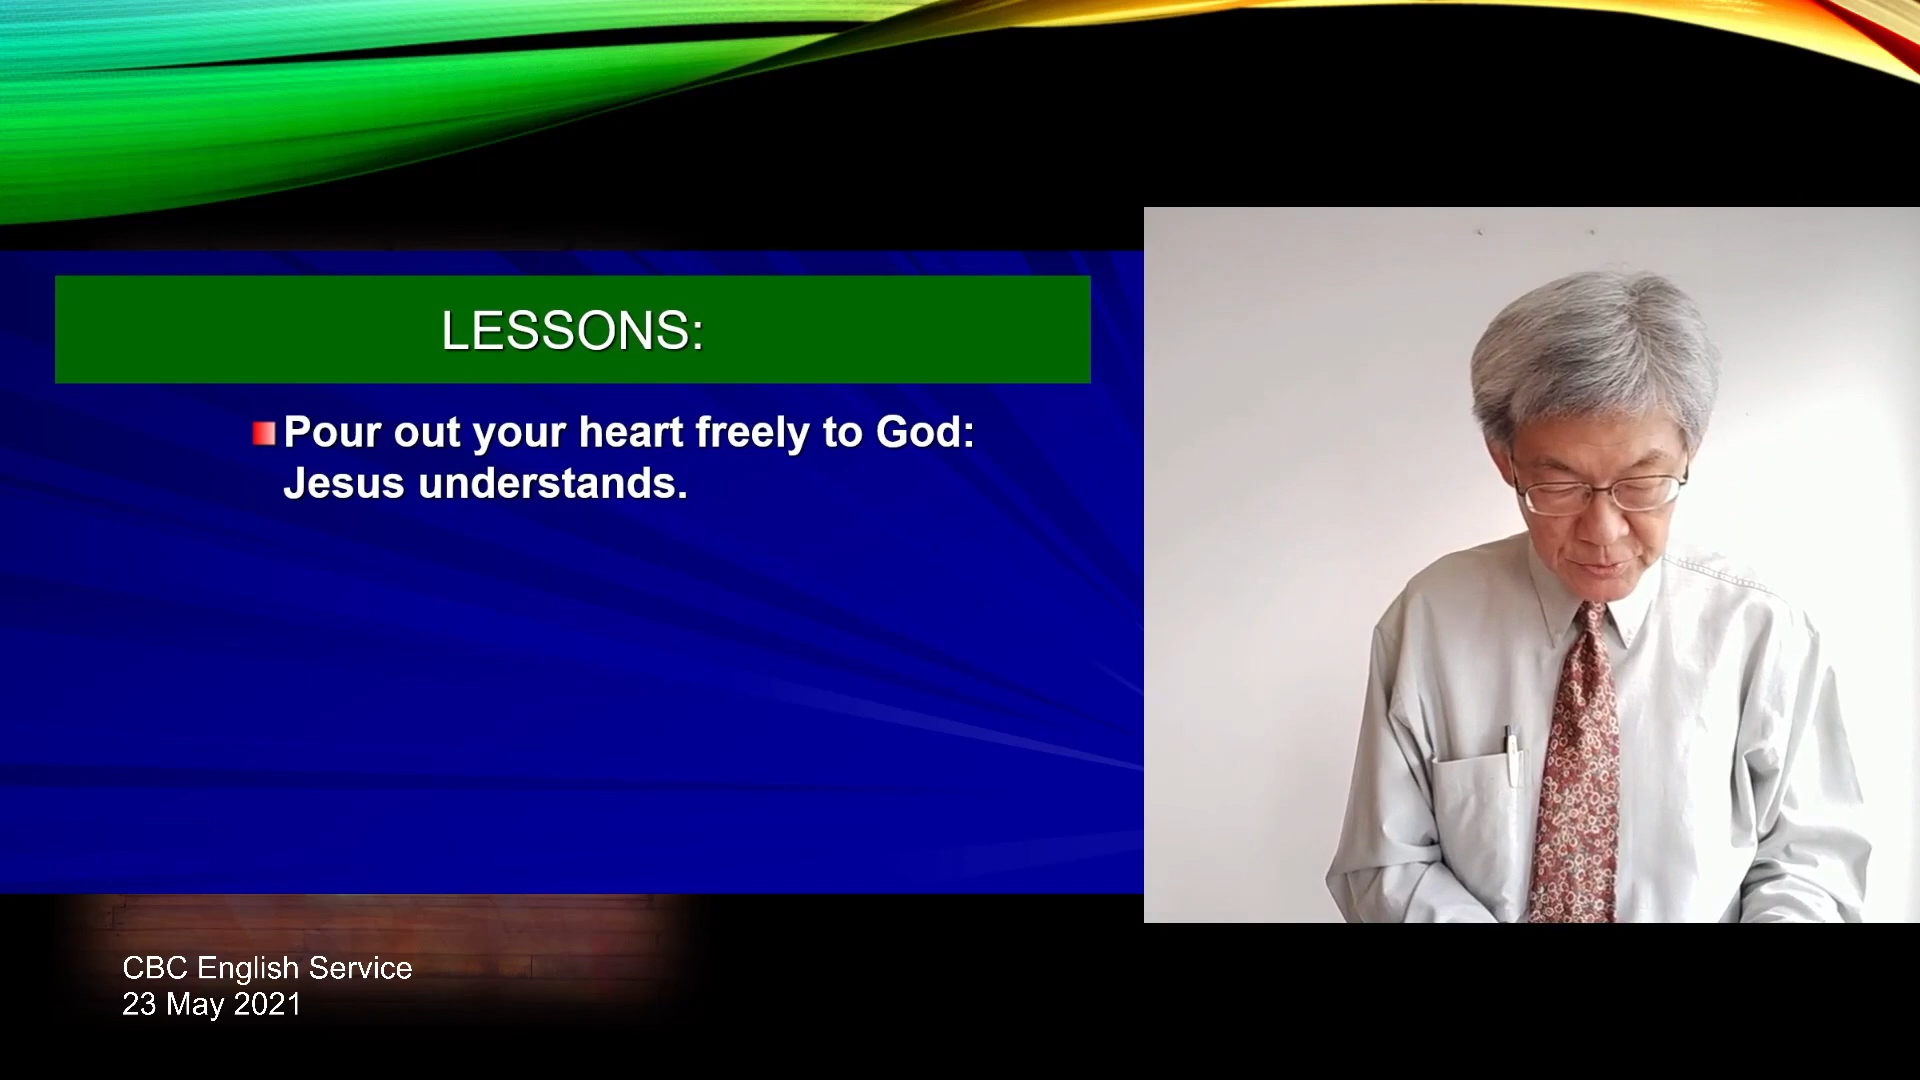 LESSONS:
Pour out your heart freely to God:
Jesus understands.
CBC English Service
23 May 2021